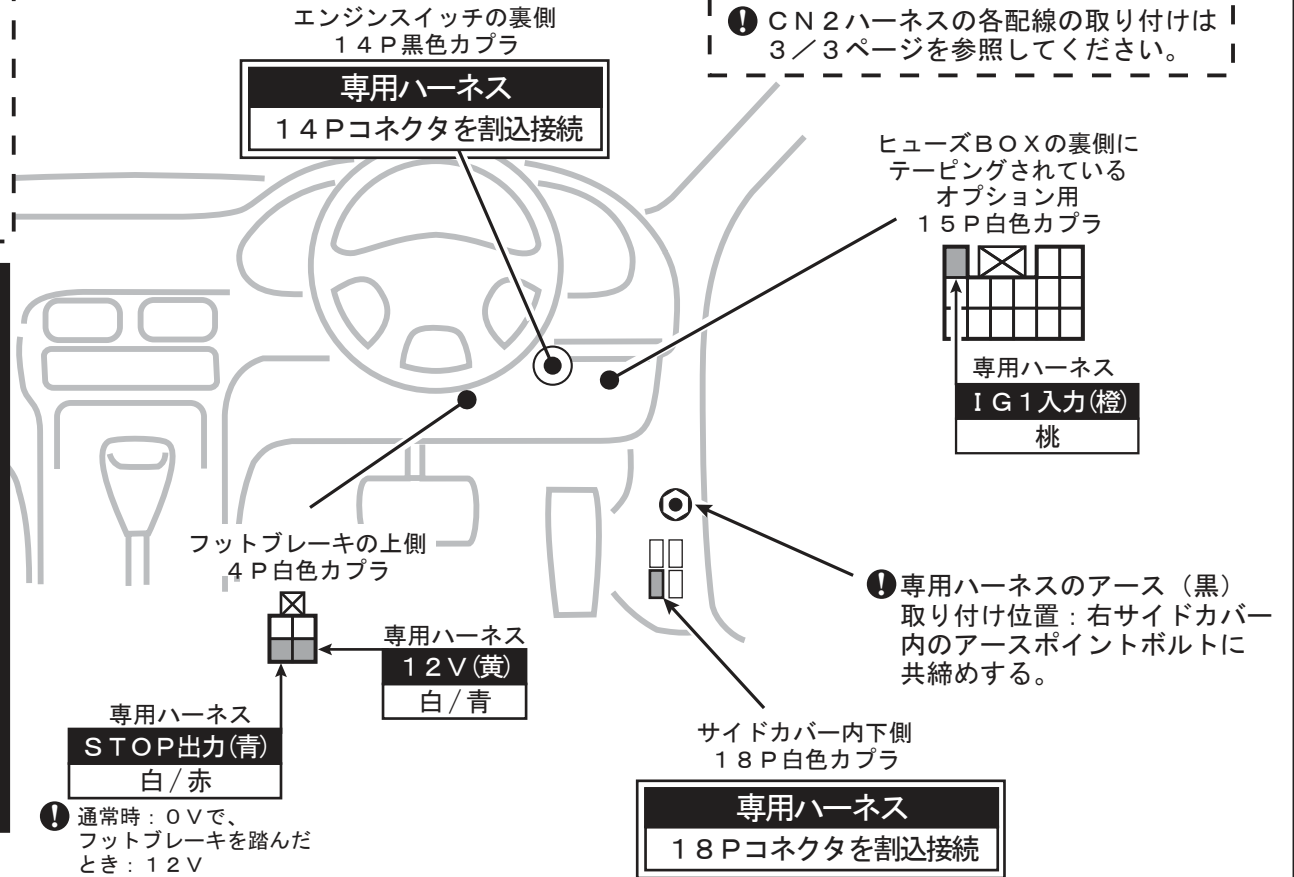 エンジンスイッチの裏側
１４Ｐ黒色カプラ
専用ハーネス
１４Ｐコネクタを割込接続
ＣＮ２ハーネスの各配線の取り付けは
３／３ページを参照してください。
ヒューズＢＯＸの裏側に
テーピングされている
オプション用
１５Ｐ白色カプラ
専用ハーネス
ＩＧ１入力(橙)
桃
フットブレーキの上側
４Ｐ白色カプラ
専用ハーネス
１２Ｖ(黄)
白/青
専用ハーネス
ＳＴＯＰ出力(青)
白/赤
通常時：０Ｖで、
フットブレーキを踏んだ
とき：１２Ｖ
専用ハーネスのアース（黒）
取り付け位置：右サイドカバー
内のアースポイントボルトに
共締めする。
サイドカバー内下側
１８Ｐ白色カプラ
専用ハーネス
１８Ｐコネクタを割込接続